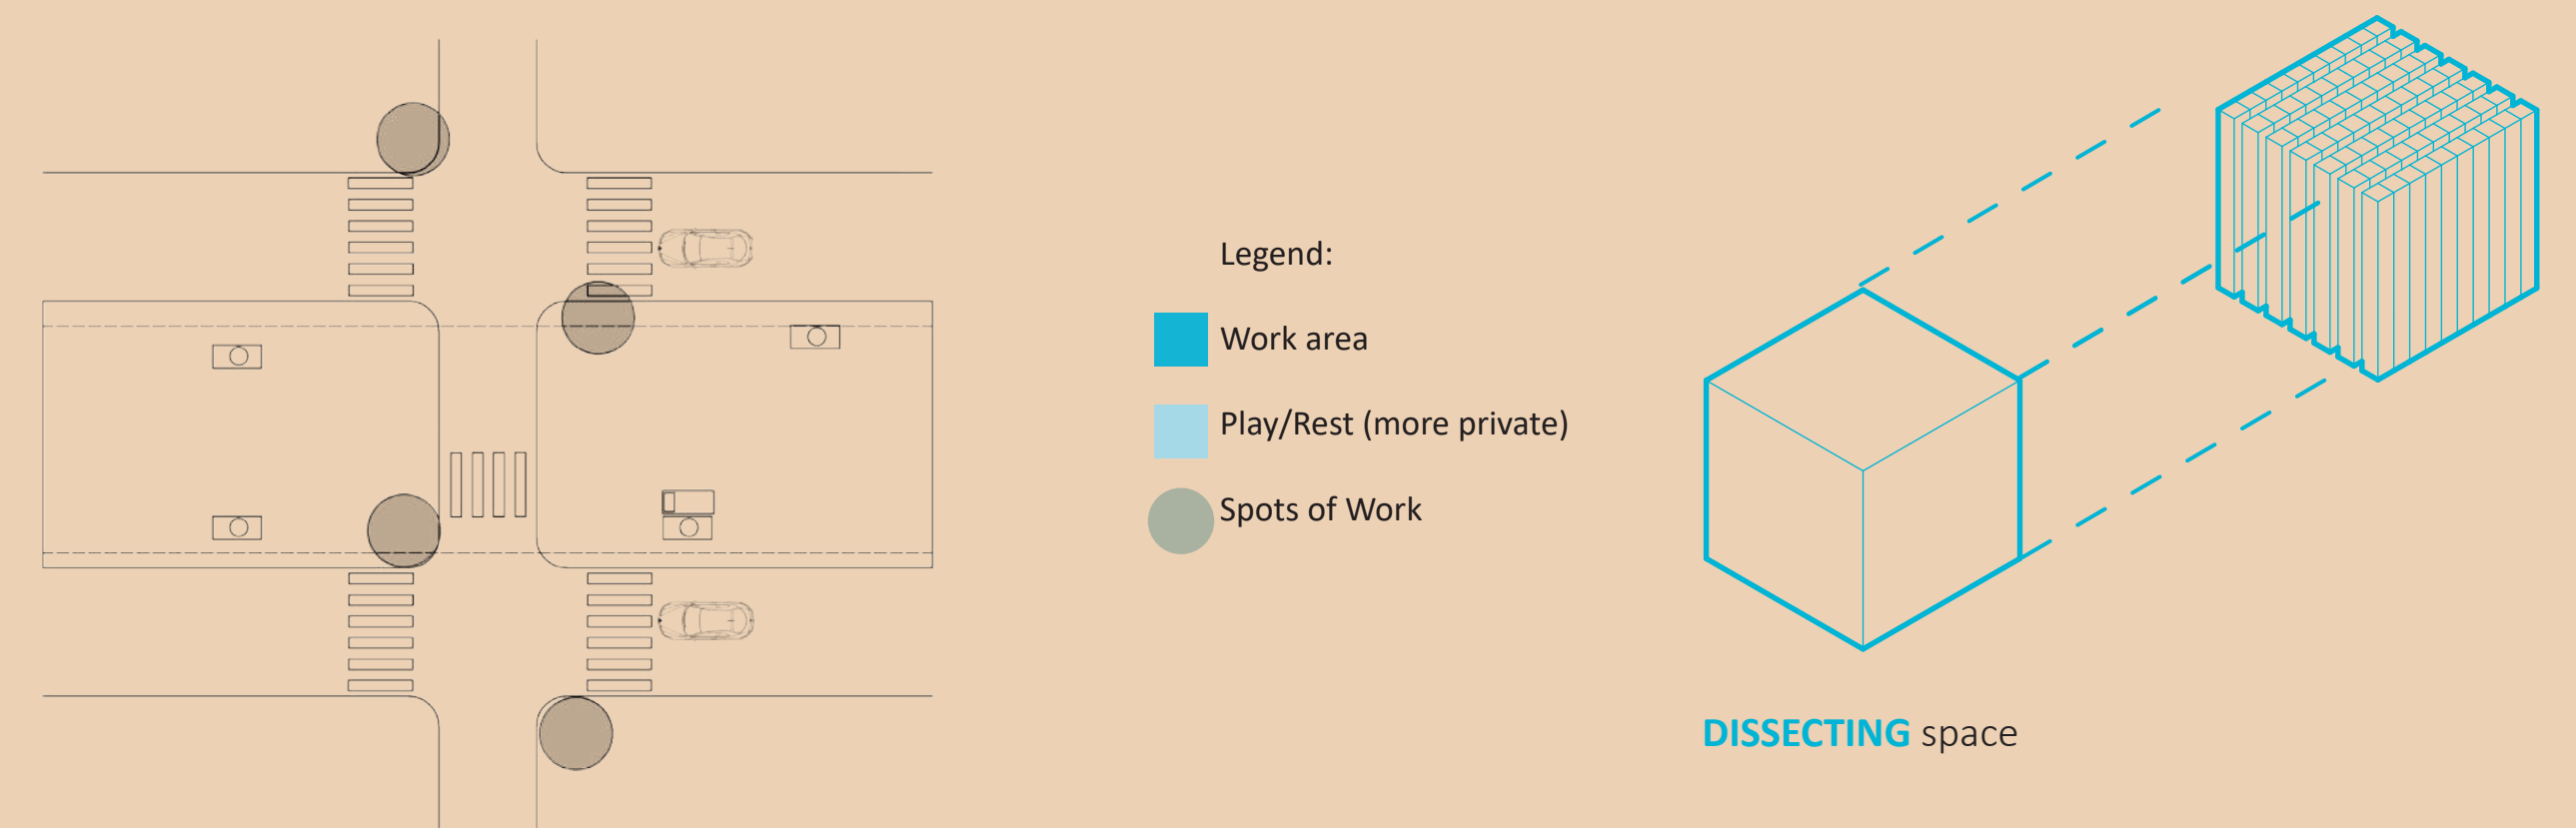 Legend:
Work area
Play/Rest (more private)
Spots of Work
DISSECTING space